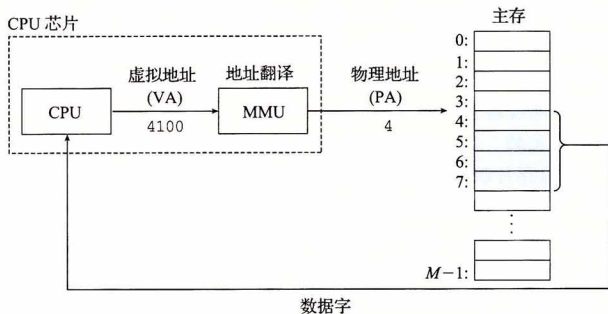 CPU 芯片
主存
虚拟地址
(VA)
4100
地址翻译
物理地址
(PA)
4
CPU
MMU
0:
1:
2:
3:
4:
5:
6:
7:
M−1:
数据字